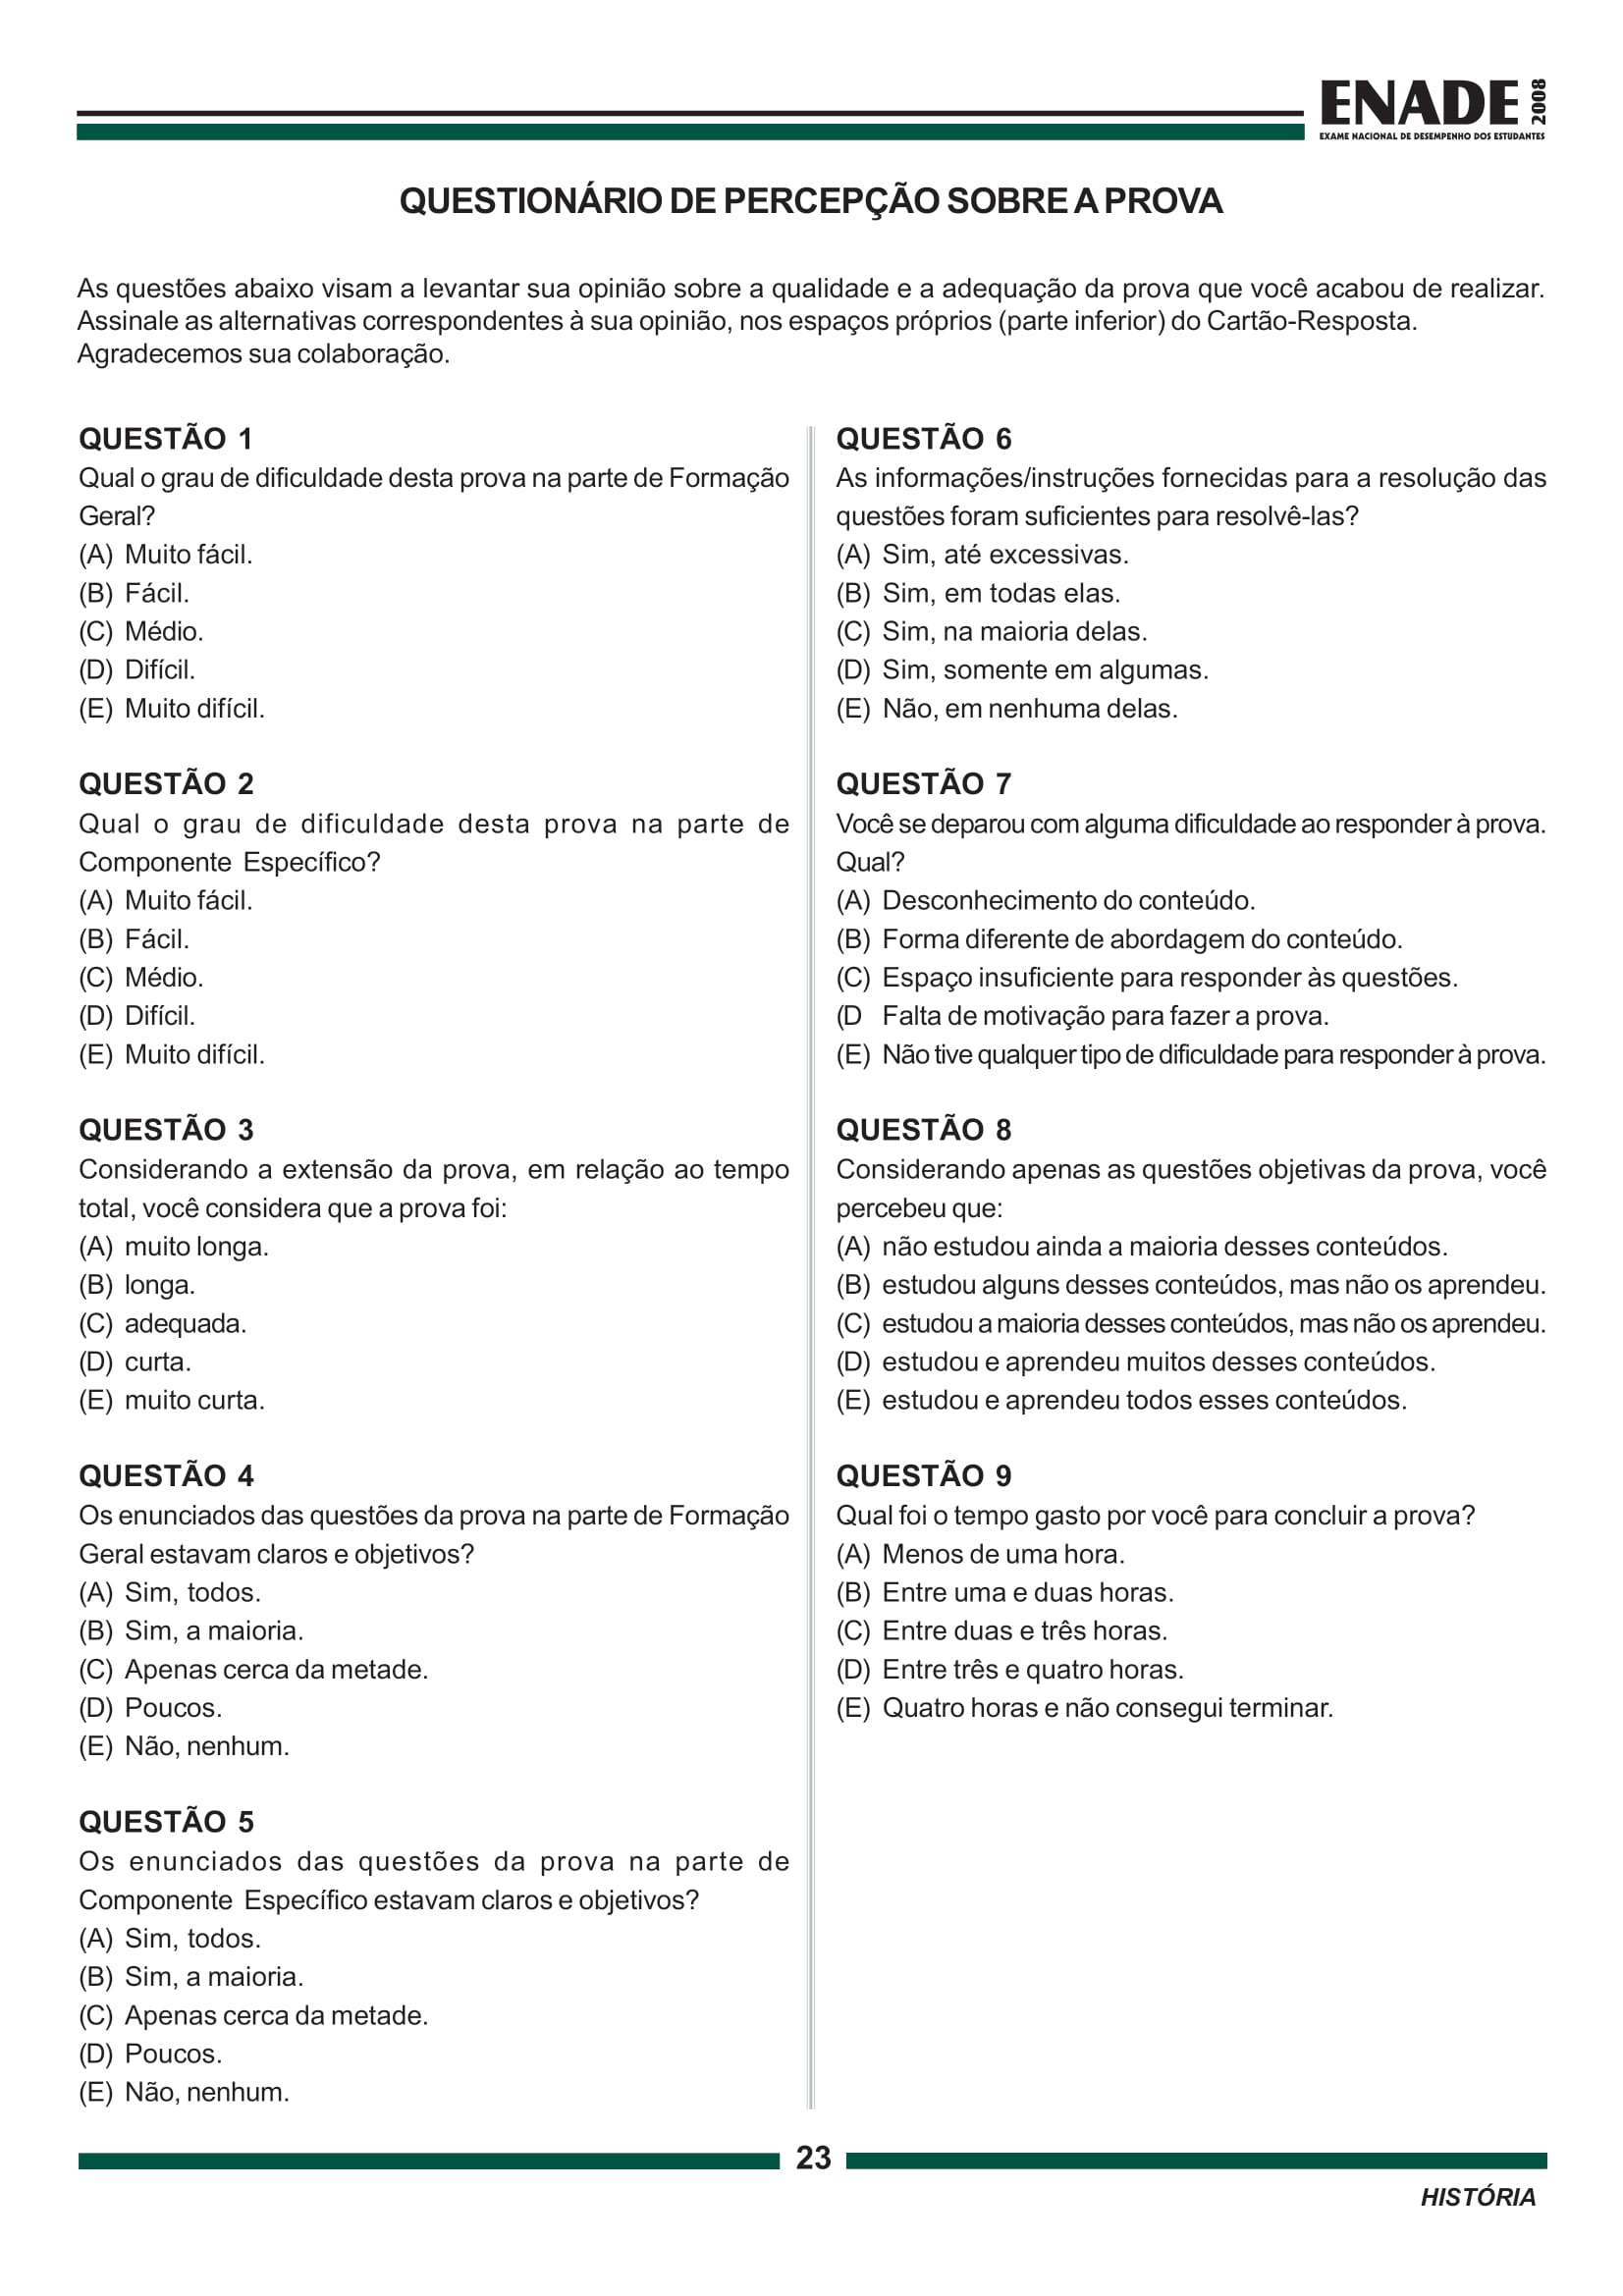 ENADE 2008
EXAME NACIONAL DE DESEMPENHO DOS ESTUDANTES
QUESTIONÁRIO DE PERCEPÇÃO SOBRE A PROVA
As questões abaixo visam a levantar sua opinião sobre a qualidade e a adequação da prova que você acabou de realizar.
Assinale as alternativas correspondentes à sua opinião, nos espaços próprios (parte inferior) do Cartão-Resposta.
Agradecemos sua colaboração.
QUESTÃO 1
Qual o grau de dificuldade desta prova na parte de Formação
Geral?
(A) Muito fácil.
(B) Fácil.
(C) Médio.
(D) Difícil.
(E) Muito difícil.
QUESTÃO 2
Qual o grau de dificuldade desta prova na parte de
Componente Específico?
(A) Muito fácil.
(B) Fácil.
(C) Médio.
(D) Difícil.
(E) Muito difícil.
QUESTÃO 3
Considerando a extensão da prova, em relação ao tempo
total, você considera que a prova foi:
(A) muito longa.
(B) longa.
(C) adequada.
(D) curta.
(E) muito curta.
QUESTÃO 4
Os enunciados das questões da prova na parte de Formação
Geral estavam claros e objetivos?
(A) Sim, todos.
(B) Sim, a maioria.
(C) Apenas cerca da metade.
(D) Poucos.
(E) Não, nenhum.
QUESTÃO 5
Os enunciados das questões da prova na parte de
Componente Específico estavam claros e objetivos?
(A) Sim, todos.
(B) Sim, a maioria.
(C) Apenas cerca da metade.
(D) Poucos.
(E) Não, nenhum.
QUESTÃO 6
As informações/instruções fornecidas para a resolução das
questões foram suficientes para resolvê-las?
(A) Sim, até excessivas.
(B) Sim, em todas elas.
(C) Sim, na maioria delas.
(D) Sim, somente em algumas.
(E) Não, em nenhuma delas.
QUESTÃO 7
Você se deparou com alguma dificuldade ao responder à prova.
Qual?
(A) Desconhecimento do conteúdo.
(B) Forma diferente de abordagem do conteúdo.
(C) Espaço insuficiente para responder às questões.
(D Falta de motivação para fazer a prova.
(E) Não tive qualquer tipo de dificuldade para responder à prova.
QUESTÃO 8
Considerando apenas as questões objetivas da prova, você
percebeu que:
(A) não estudou ainda a maioria desses conteúdos.
(B) estudou alguns desses conteúdos, mas não os aprendeu.
(C) estudou a maioria desses conteúdos, mas não os aprendeu.
(D) estudou e aprendeu muitos desses conteúdos.
(E) estudou e aprendeu todos esses conteúdos.
QUESTÃO 9
Qual foi o tempo gasto por você para concluir a prova?
(A) Menos de uma hora.
(B) Entre uma e duas horas.
(C) Entre duas e três horas.
(D) Entre três e quatro horas.
(E) Quatro horas e não consegui terminar.
23
HISTÓRIA